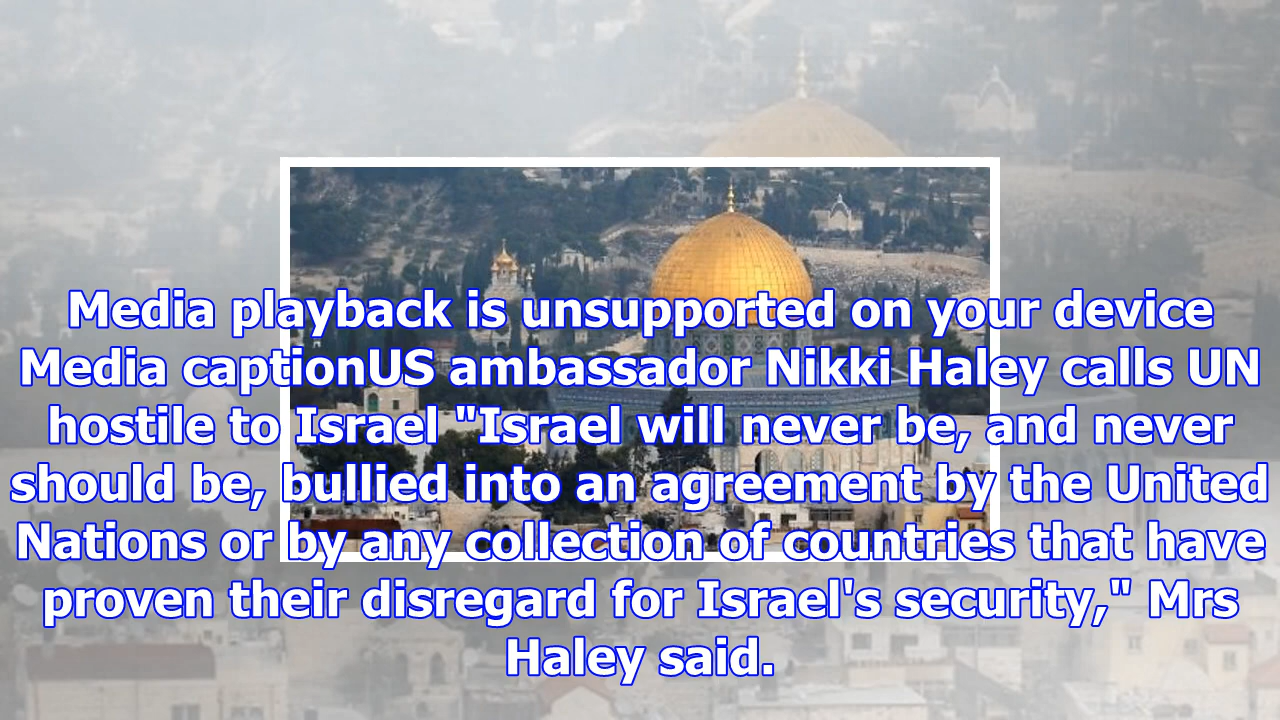 Media playback is unsupported on your device
Media captionUS ambassador Nikki Haley calls UN
hostile to Israel "Israel will never be, and never
should be, bullied into an agreement by the United
Nations or by any collection of countries that have
proven their disregard for Israel's security," Mrs
Haley said.